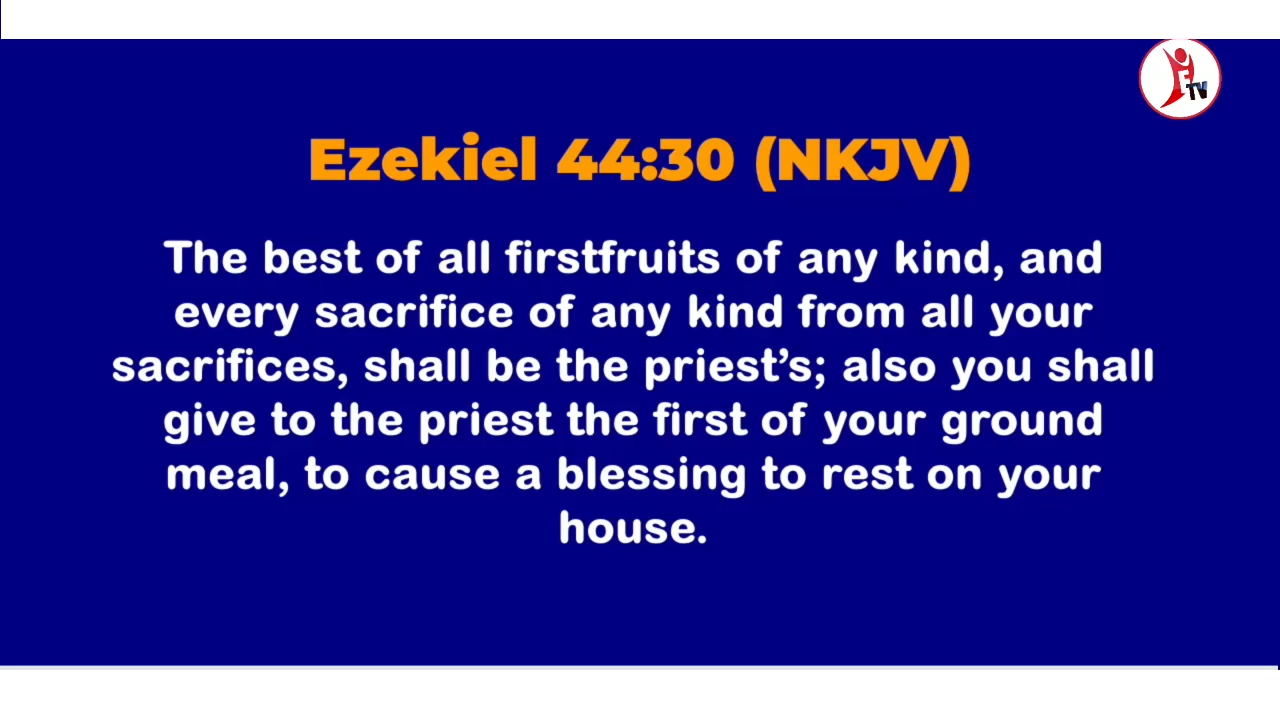 FTV
Ezekiel 44:30 (NKJV)
The best of all firstfruits of any kind, and
every sacrifice of any kind from all your
sacrifices, shall be the priest’s; also you shall
give to the priest the first of your ground
meal, to cause a blessing to rest on your
house.